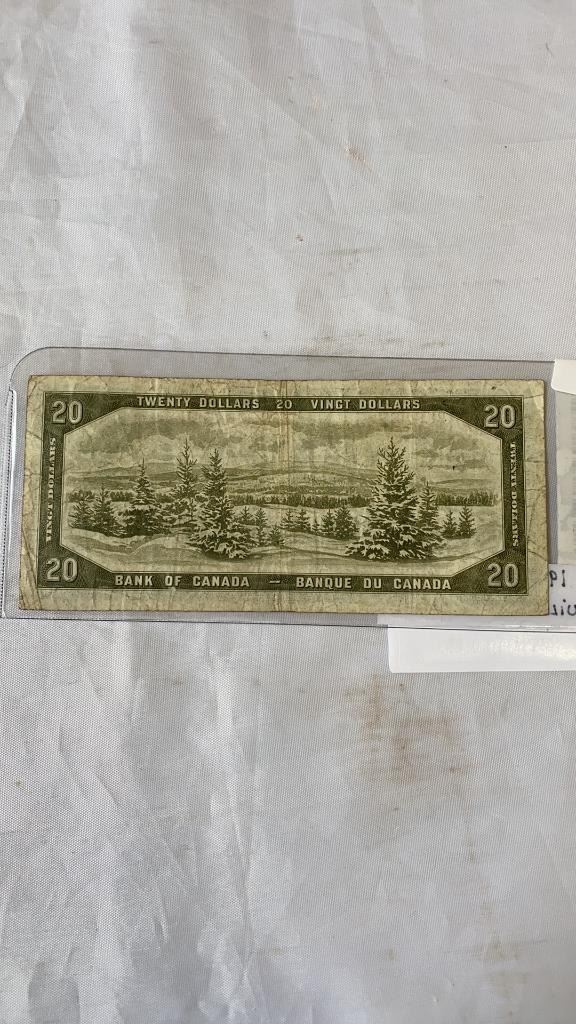 TWENTY DOLLARS 20 VINGT DOLLARS
20
20
VINGT DOLLARS
TWENTY DOLLARS
20
20
BANK OF CANADA — BANQUE DU CANADA